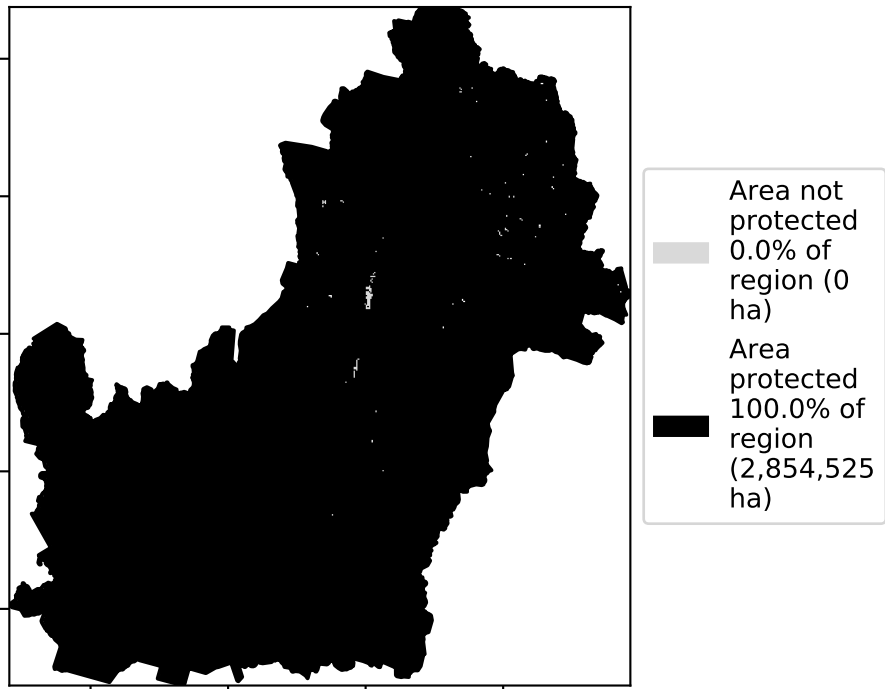 Area not
protected
0.0% of
region (0
ha)
Area
protected
100.0% of
region
(2,854,525
ha)